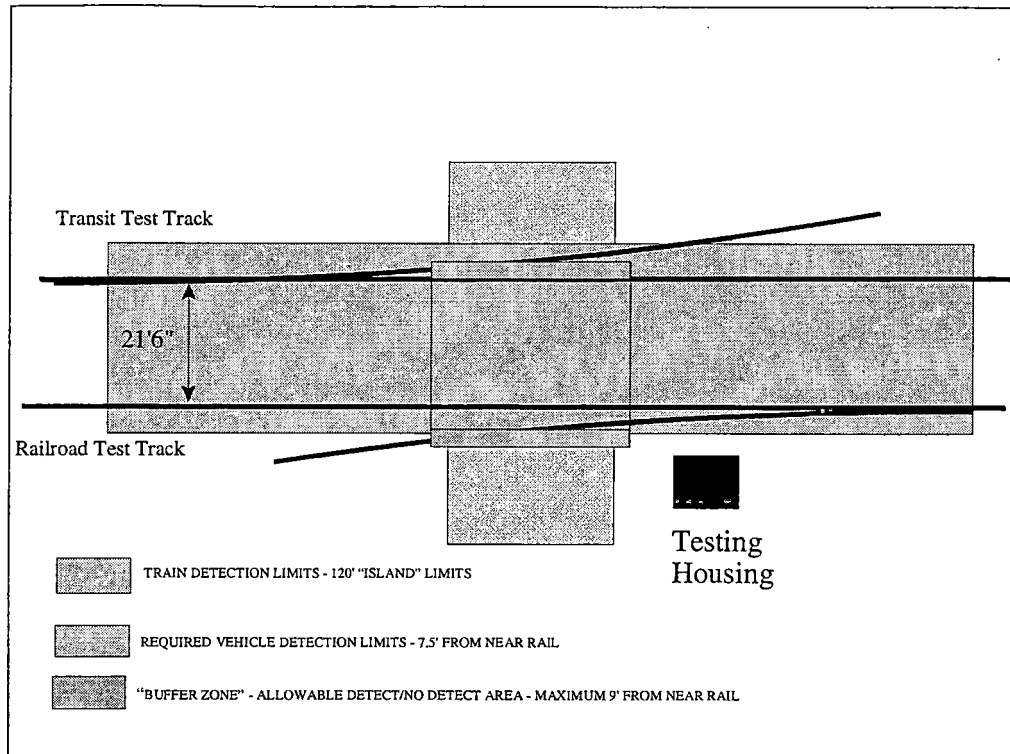 Transit Test Track
21'6"
Railroad Test Track
Testing
Housing
TRAIN DETECTION LIMITS - 120' "ISLAND" LIMITS
REQUIRED VEHICLE DETECTION LIMITS - 7.5' FROM NEAR RAIL
"BUFFER ZONE" - ALLOWABLE DETECT/NO DETECT AREA - MAXIMUM 9' FROM NEAR RAIL